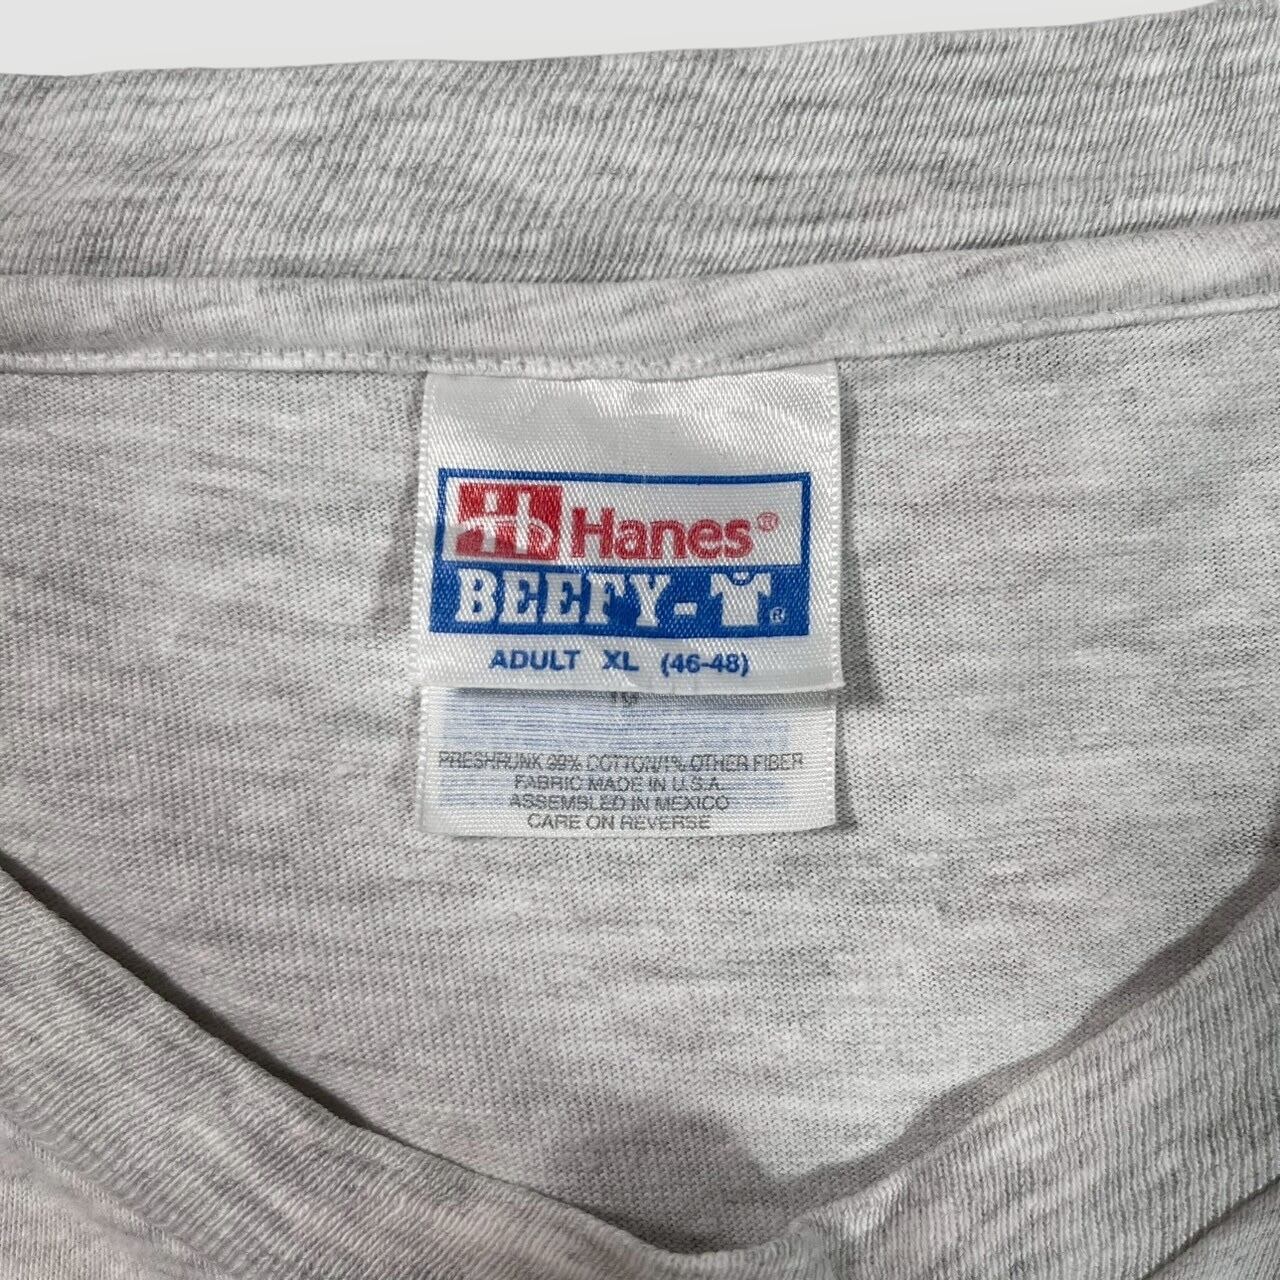 Hanes®
BEEFY-T®
ADULT XL (46-48)
PRESHRUNK 99% COTTON/1% OTHER FIBER
FABRIC MADE IN U.S.A.
ASSEMBLED IN MEXICO
CARE ON REVERSE